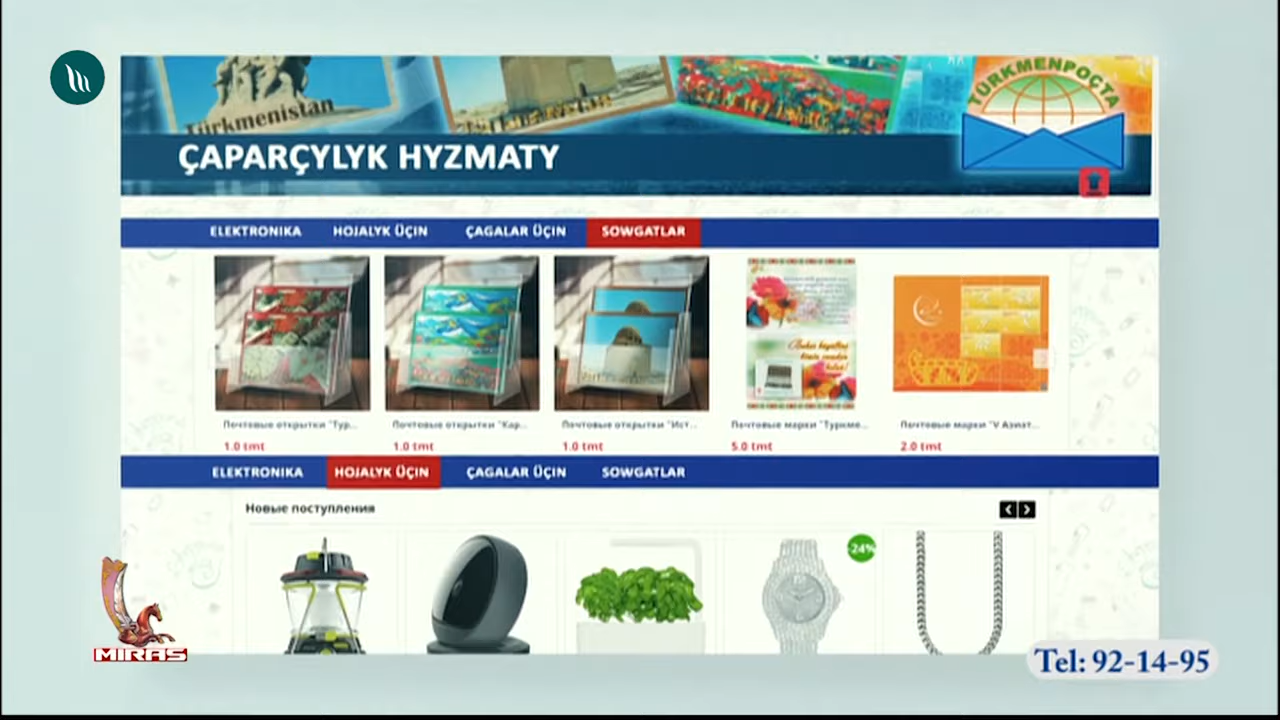 Türkmenistan
TÜRKMENPOÇTA
ÇAPARÇYLYK HYZMATY
ELEKTRONIKA HOJALYK ÜÇIN ÇAGALAR ÜÇIN SOWGATLAR
Почтовые открытки "Тур... Почтовые открытки "Кар... Почтовые открытки "Ист... Почтовые марки "Туркме... Почтовые марки "V Азиат...
1.0 tmt 1.0 tmt 1.0 tmt 5.0 tmt 2.0 tmt
ELEKTRONIKA HOJALYK ÜÇIN ÇAGALAR ÜÇIN SOWGATLAR
Новые поступления
-24%
MIRAS
Tel: 92-14-95